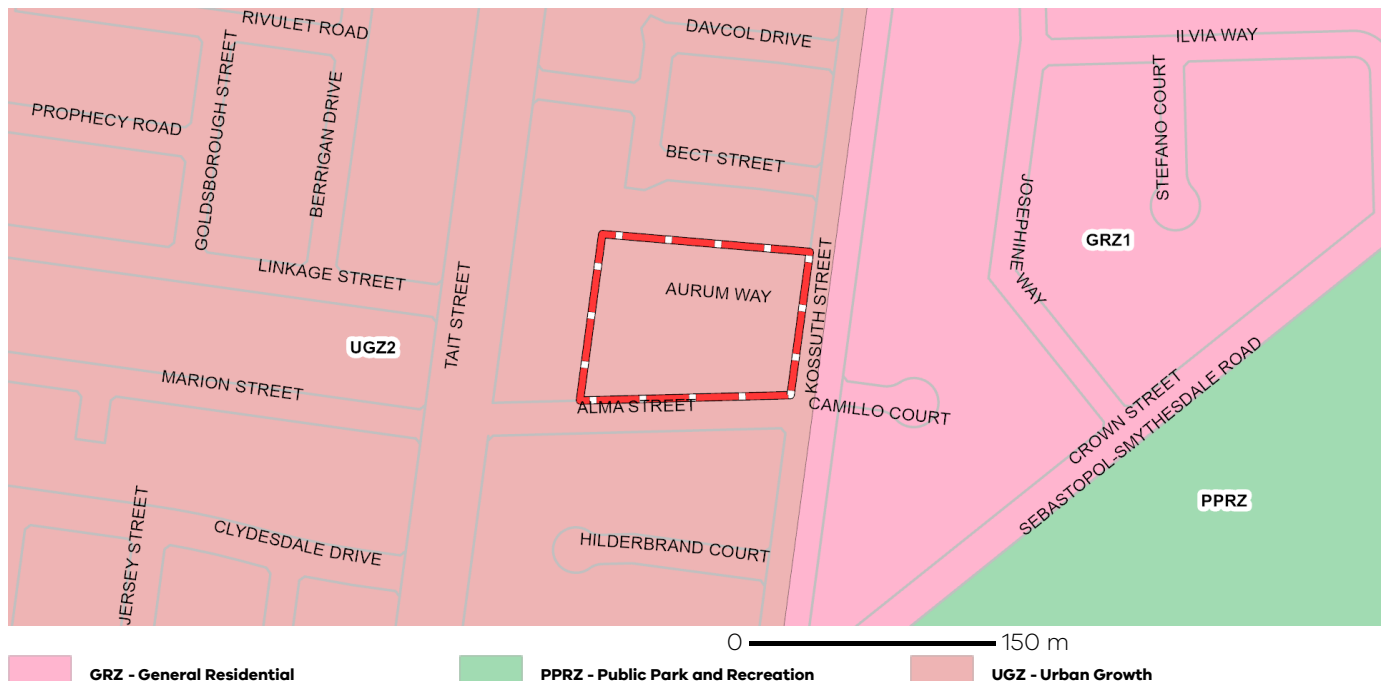 RIVULET ROAD
DAVCOL DRIVE
ILVIA WAY
GOLDSBOROUGH STREET
BERRIGAN DRIVE
STEFANO COURT
PROPHECY ROAD
BECT STREET
JOSEPHINE WAY
GRZ1
LINKAGE STREET
TAIT STREET
AURUM WAY
KOSSUTH STREET
UGZ2
MARION STREET
ALMA STREET
CAMILLO COURT
CROWN STREET
SEBASTOPOL-SMYTHESDALE ROAD
PPRZ
JERSEY STREET
CLYDESDALE DRIVE
HILDERBRAND COURT
0 150 m
GRZ - General Residential
PPRZ - Public Park and Recreation
UGZ - Urban Growth